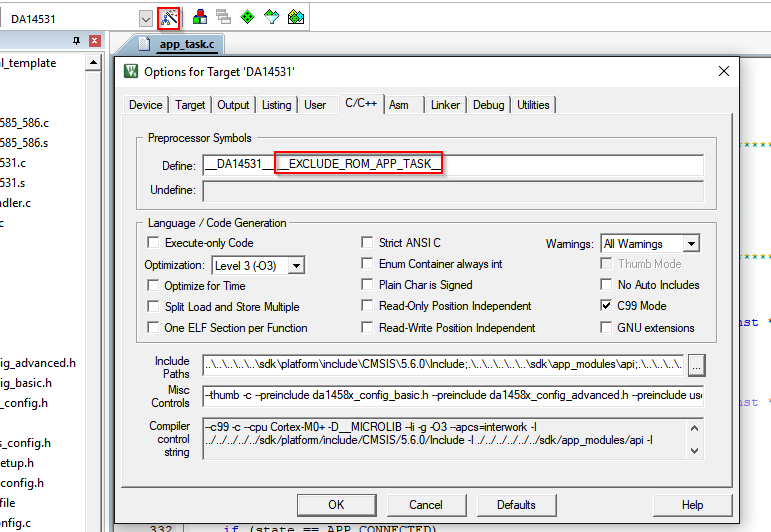 DA14531
app_task.c
al_template
585_586.c
585_586.s
531.c
531.s
ndler.c
c
fig_advanced.h
fig_basic.h
_config.h
s_config.h
etup.h
config.h
file
nfig.c
Options for Target 'DA14531'
Device Target Output Listing User C/C++ Asm Linker Debug Utilities
Preprocessor Symbols
Define: __DA14531__ __EXCLUDE_ROM_APP_TASK__
Undefine:
Language / Code Generation
Execute-only Code Strict ANSI C Warnings: All Warnings
Optimization: Level 3 (-O3) Enum Container always int Thumb Mode
Optimize for Time Plain Char is Signed No Auto Includes
Split Load and Store Multiple Read-Only Position Independent C99 Mode
One ELF Section per Function Read-Write Position Independent GNU extensions
Include Paths ..\..\..\..\..\sdk\platform\include\CMSIS\5.6.0\Include;.\..\..\..\..\..\sdk\app_modules\api;.\..\..\..\.. ...
Misc Controls --thumb -c --preinclude da1458x_config_basic.h --preinclude da1458x_config_advanced.h --preinclude use
Compiler control string --c99 -c --cpu Cortex-M0+ -D__MICROLIB --li -g -O3 --apcs=interwork -I
../../../../../sdk/platform/include/CMSIS/5.6.0/Include -I ./../../../../../sdk/app_modules/api -I
OK Cancel Defaults Help
nst *
onst *
332 if (state == APP_CONNECTED)